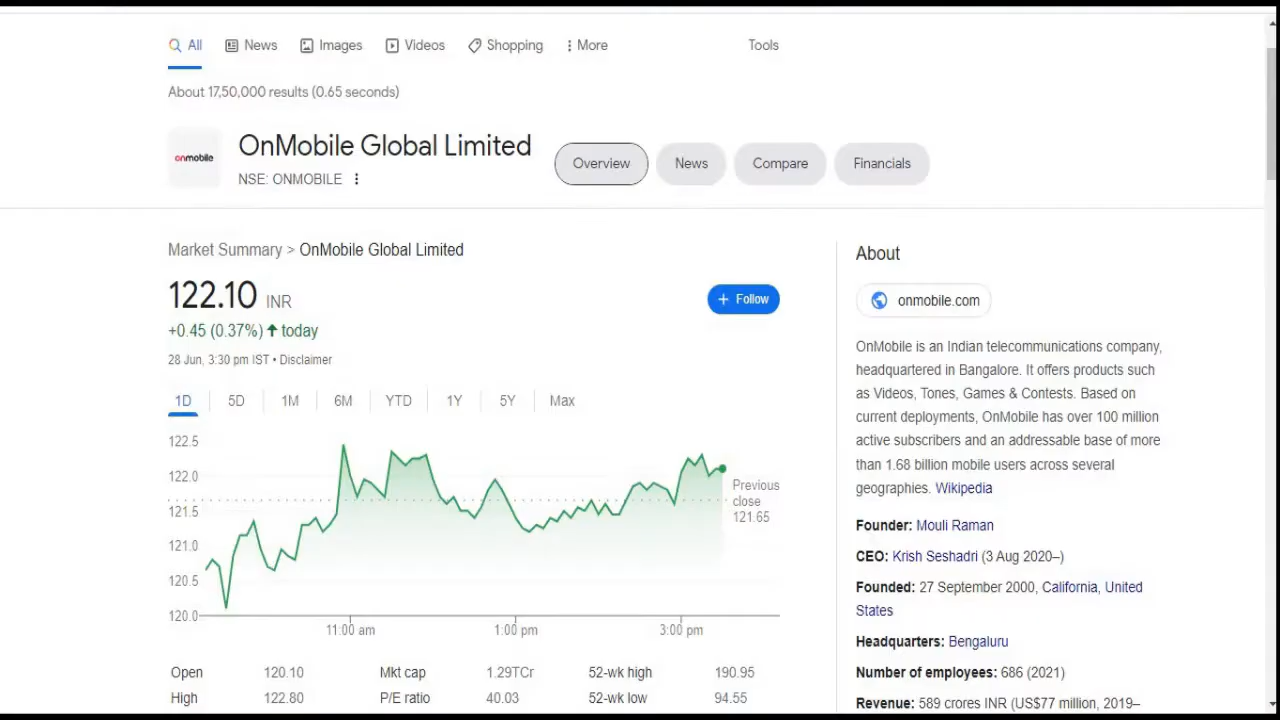 All News Images Videos Shopping More Tools
About 17,50,000 results (0.65 seconds)
onmobile
OnMobile Global Limited
NSE: ONMOBILE
Overview News Compare Financials
Market Summary > OnMobile Global Limited
122.10 INR
+ Follow
+0.45 (0.37%) ↑ today
28 Jun, 3:30 pm IST • Disclaimer
1D 5D 1M 6M YTD 1Y 5Y Max
122.5
122.0
121.5
121.0
120.5
120.0
Previous
close
121.65
11:00 am 1:00 pm 3:00 pm
Open 120.10 Mkt cap 1.29TCr 52-wk high 190.95
High 122.80 P/E ratio 40.03 52-wk low 94.55
About
onmobile.com
OnMobile is an Indian telecommunications company,
headquartered in Bangalore. It offers products such
as Videos, Tones, Games & Contests. Based on
current deployments, OnMobile has over 100 million
active subscribers and an addressable base of more
than 1.68 billion mobile users across several
geographies. Wikipedia
Founder: Mouli Raman
CEO: Krish Seshadri (3 Aug 2020–)
Founded: 27 September 2000, California, United
States
Headquarters: Bengaluru
Number of employees: 686 (2021)
Revenue: 589 crores INR (US$77 million, 2019–